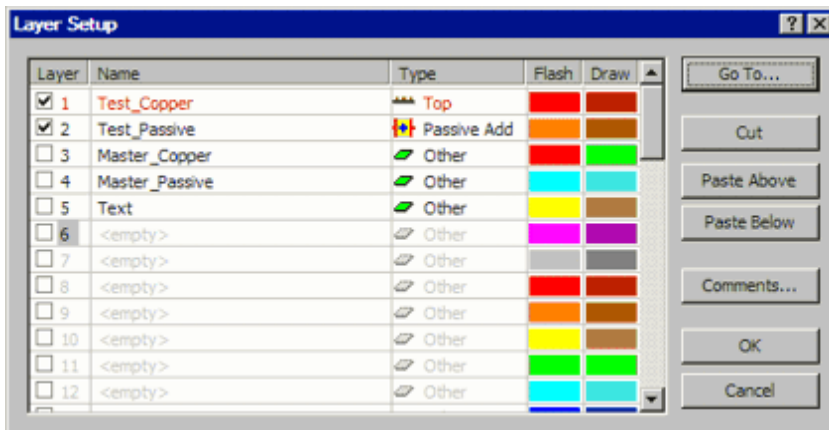 Layer Setup
Layer Name Type Flash Draw
1 Test_Copper Top
2 Test_Passive Passive Add
3 Master_Copper Other
4 Master_Passive Other
5 Text Other
6 <empty> Other
7 <empty> Other
8 <empty> Other
9 <empty> Other
10 <empty> Other
11 <empty> Other
12 <empty> Other
Go To...
Cut
Paste Above
Paste Below
Comments...
OK
Cancel